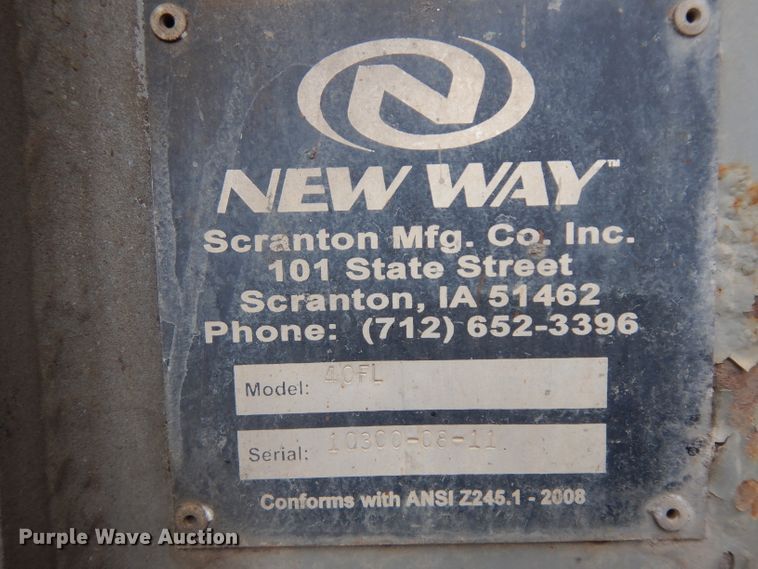 N
NEW WAY™
Scranton Mfg. Co. Inc.
101 State Street
Scranton, IA 51462
Phone: (712) 652-3396
Model: 40FL
Serial: 10300-08-11
Conforms with ANSI Z245.1 - 2008
Purple Wave Auction